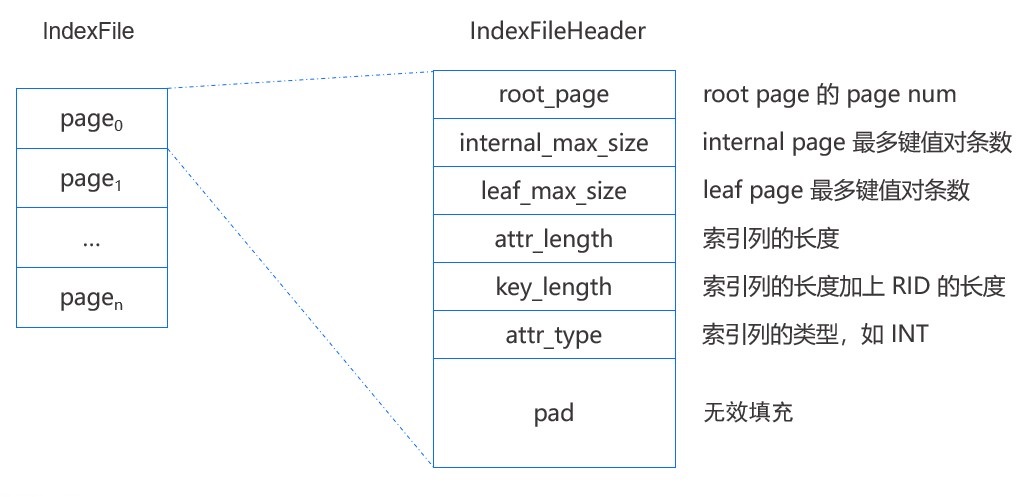 IndexFile
IndexFileHeader
page₀
page₁
...
pageₙ
root_page root page 的 page num
internal_max_size internal page 最多键值对条数
leaf_max_size leaf page 最多键值对条数
attr_length 索引列的长度
key_length 索引列的长度加上 RID 的长度
attr_type 索引列的类型，如 INT
pad 无效填充